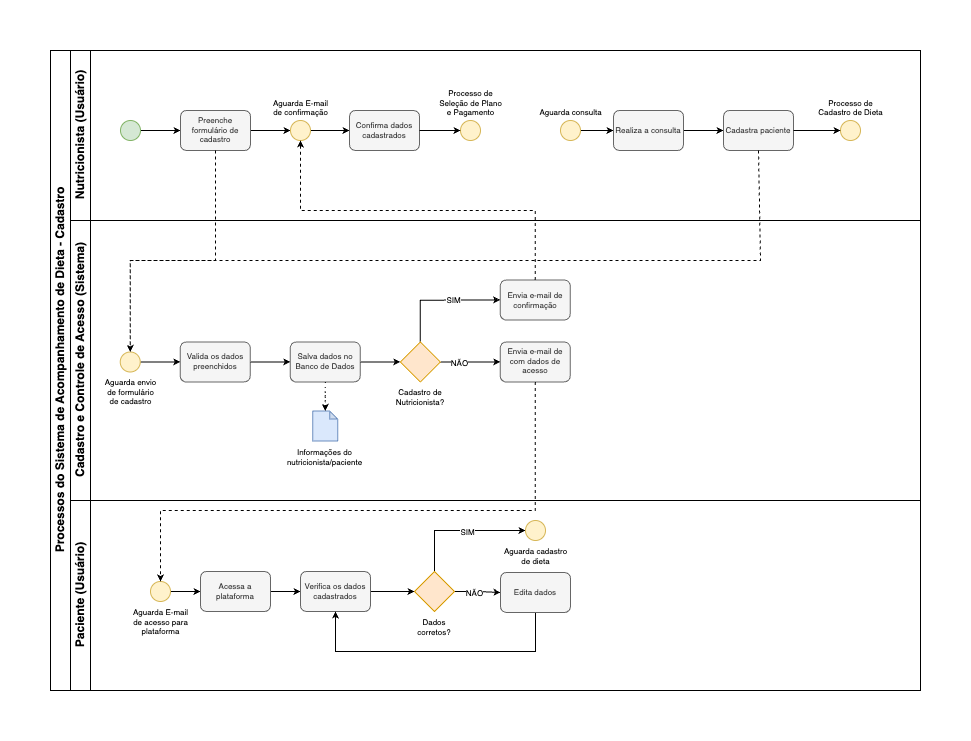 Processos do Sistema de Acompanhamento de Dieta - Cadastro
Nutricionista (Usuário)
Preenche
formulário de
cadastro
Aguarda E-mail
de confirmação
Confirma dados
cadastrados
Processo de
Seleção de Plano
e Pagamento
Aguarda consulta
Realiza a consulta
Cadastra paciente
Processo de
Cadastro de Dieta
Cadastro e Controle de Acesso (Sistema)
Aguarda envio
de formulário
de cadastro
Valida os dados
preenchidos
Salva dados no
Banco de Dados
Informações do
nutricionista/paciente
Cadastro de
Nutricionista?
SIM
Envia e-mail de
confirmação
NÃO
Envia e-mail de
com dados de
acesso
Paciente (Usuário)
Aguarda E-mail
de acesso para
plataforma
Acessa a
plataforma
Verifica os dados
cadastrados
Dados
corretos?
SIM
Aguarda cadastro
de dieta
NÃO
Edita dados